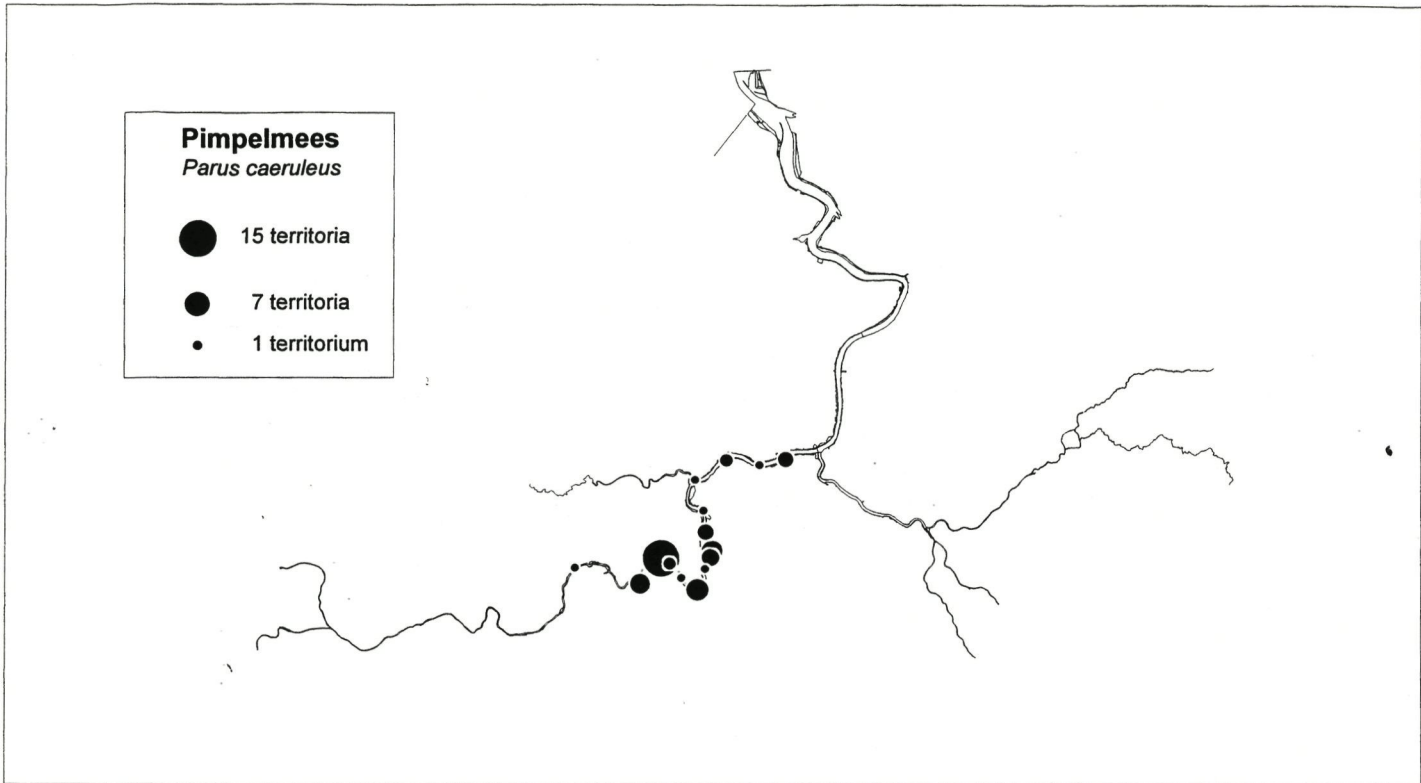 Pimpelmees
Parus caeruleus
15 territoria
7 territoria
1 territorium